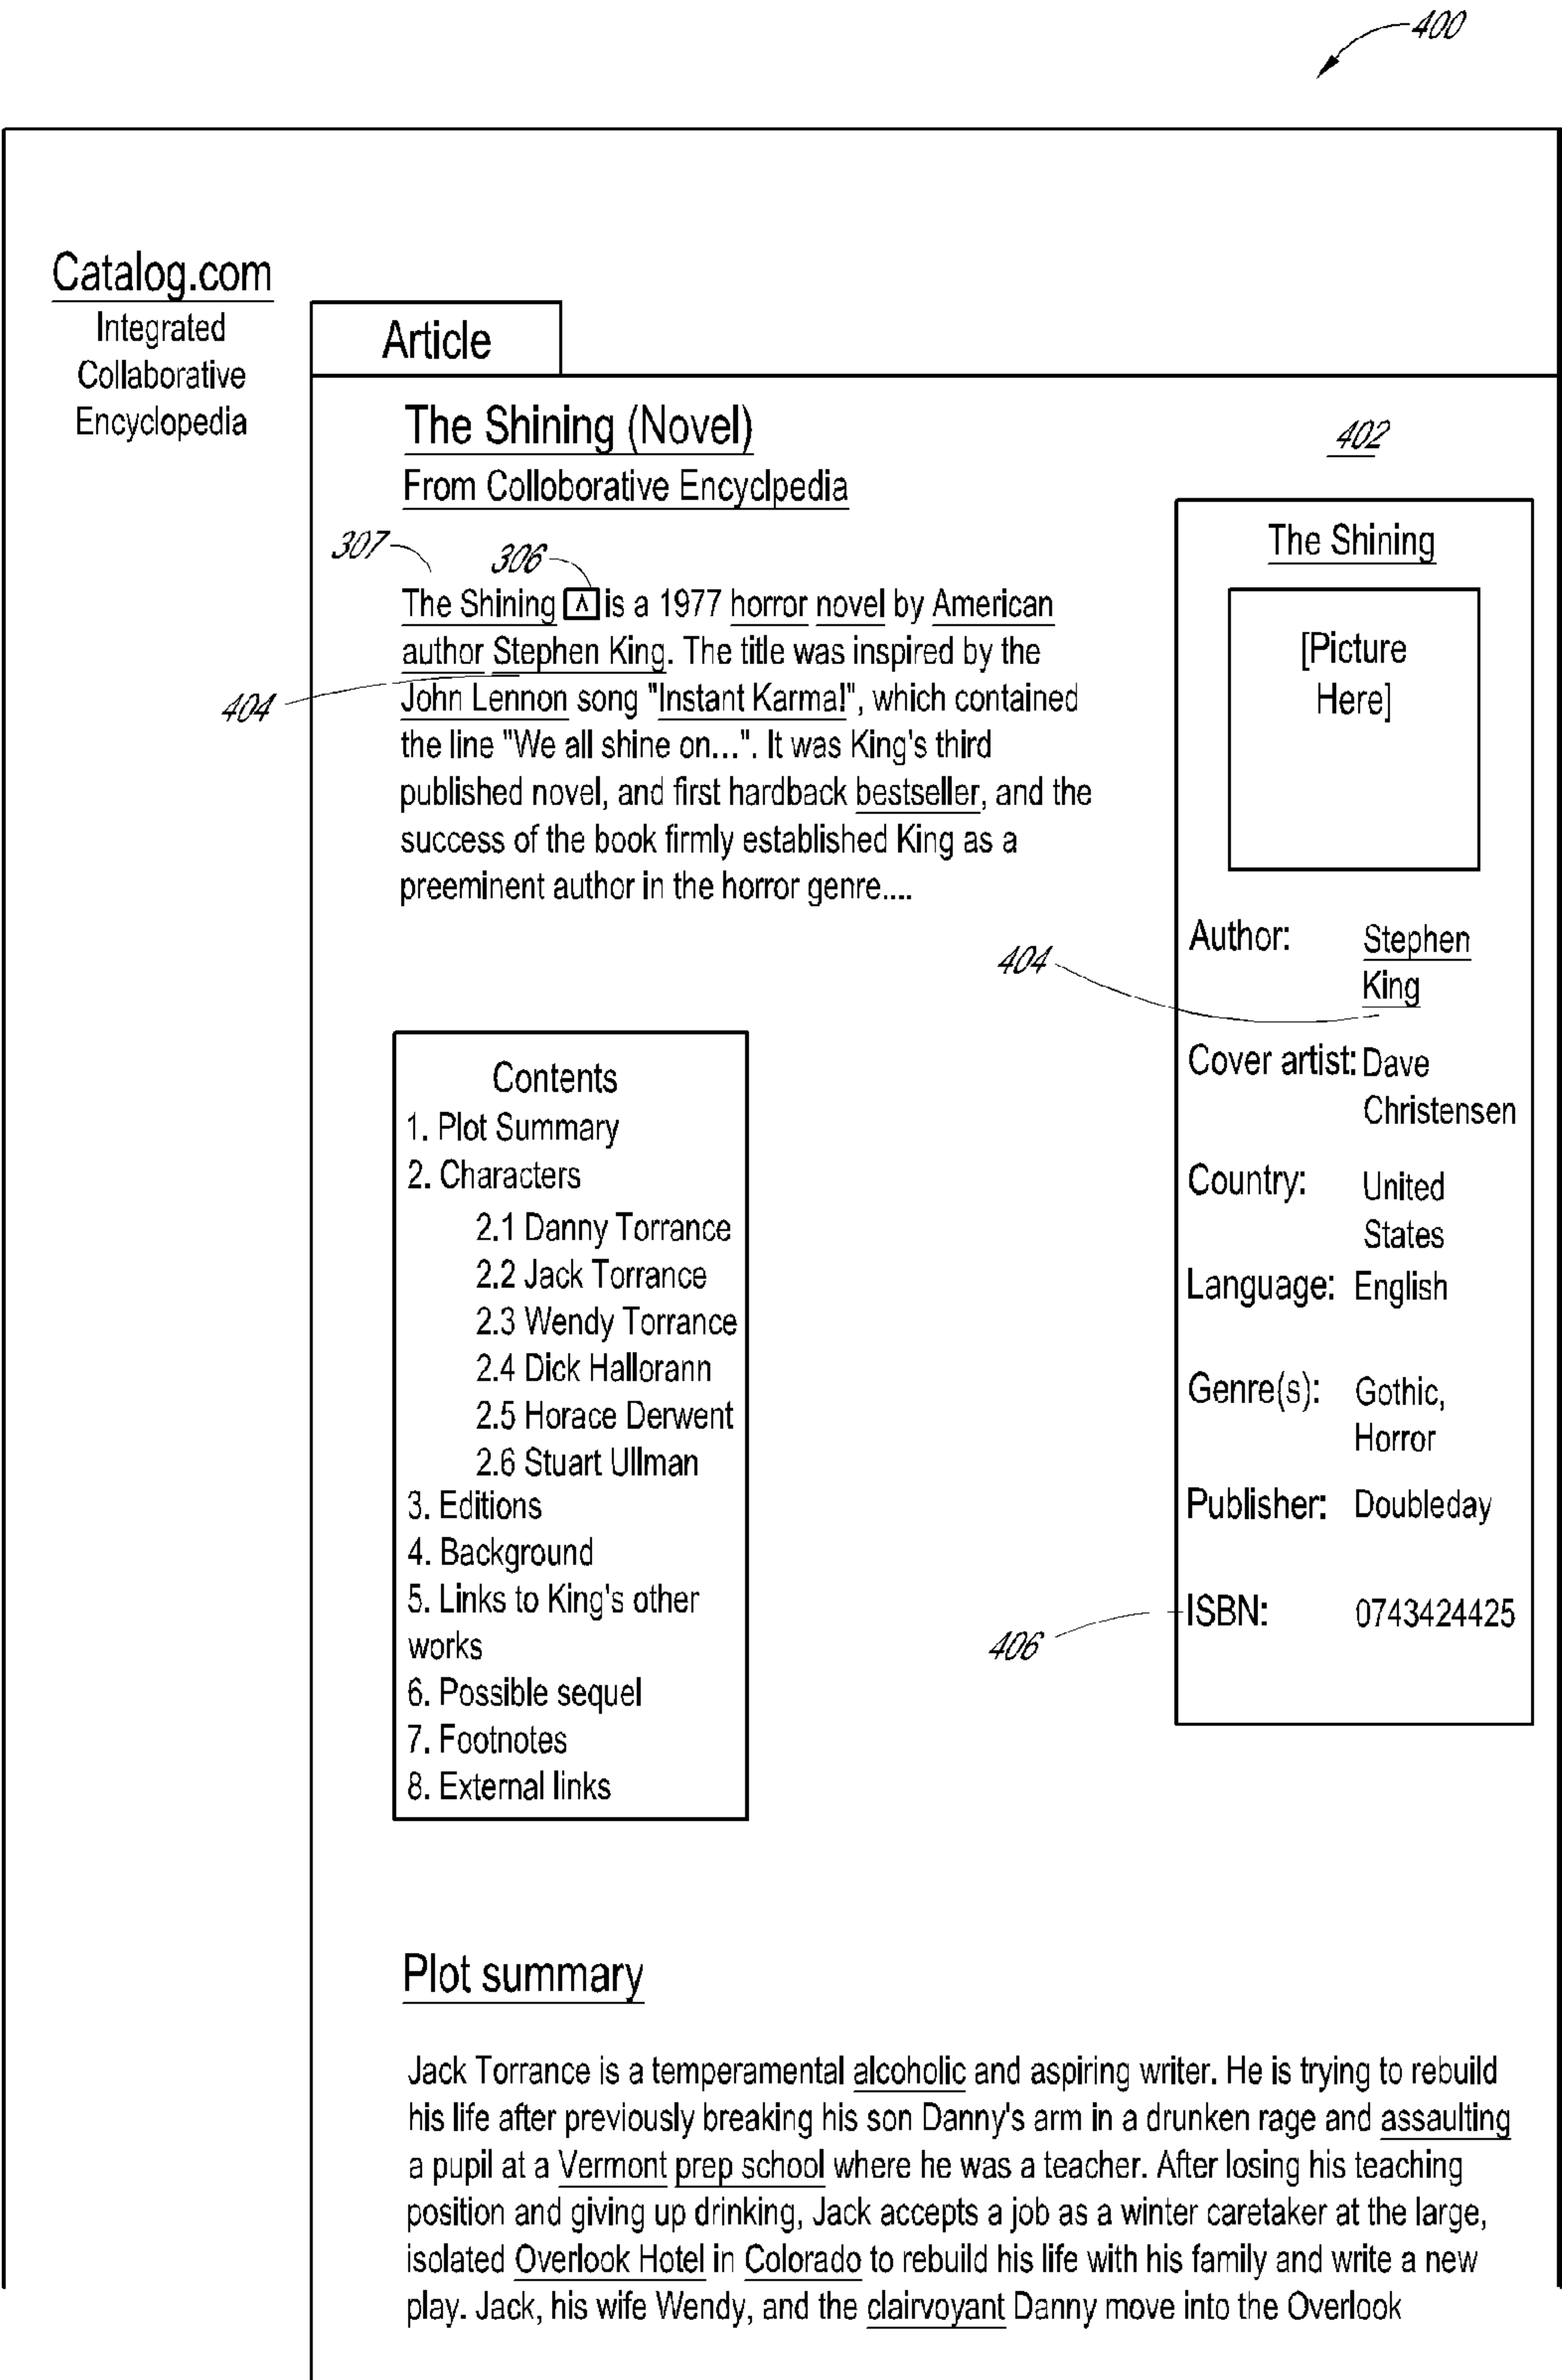 400
Catalog.com
Integrated
Collaborative
Encyclopedia
Article
The Shining (Novel)
From Colloborative Encyclpedia
402
307
306
The Shining [^] is a 1977 horror novel by American
author Stephen King. The title was inspired by the
404
John Lennon song "Instant Karma!", which contained
the line "We all shine on...". It was King's third
published novel, and first hardback bestseller, and the
success of the book firmly established King as a
preeminent author in the horror genre....
The Shining
[Picture
Here]
Author: Stephen
King
404
Cover artist: Dave
Christensen
Country: United
States
Language: English
Genre(s): Gothic,
Horror
Publisher: Doubleday
ISBN: 0743424425
406
Contents
1. Plot Summary
2. Characters
2.1 Danny Torrance
2.2 Jack Torrance
2.3 Wendy Torrance
2.4 Dick Hallorann
2.5 Horace Derwent
2.6 Stuart Ullman
3. Editions
4. Background
5. Links to King's other
works
6. Possible sequel
7. Footnotes
8. External links
Plot summary
Jack Torrance is a temperamental alcoholic and aspiring writer. He is trying to rebuild
his life after previously breaking his son Danny's arm in a drunken rage and assaulting
a pupil at a Vermont prep school where he was a teacher. After losing his teaching
position and giving up drinking, Jack accepts a job as a winter caretaker at the large,
isolated Overlook Hotel in Colorado to rebuild his life with his family and write a new
play. Jack, his wife Wendy, and the clairvoyant Danny move into the Overlook